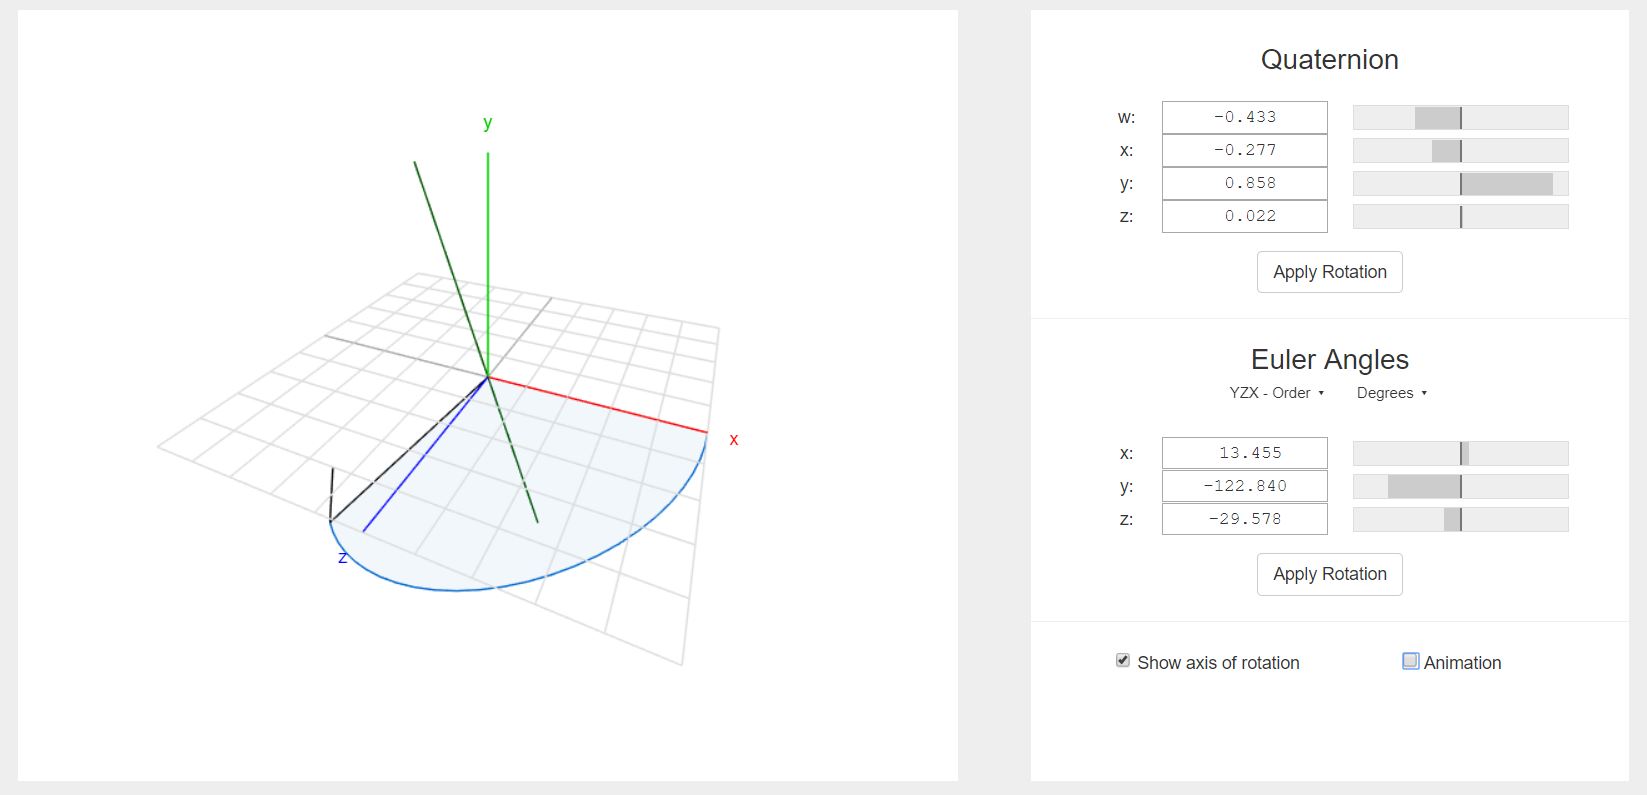 y
x
z
Quaternion
w: -0.433
x: -0.277
y: 0.858
z: 0.022
Apply Rotation
Euler Angles
YZX - Order ▾ Degrees ▾
x: 13.455
y: -122.840
z: -29.578
Apply Rotation
Show axis of rotation Animation